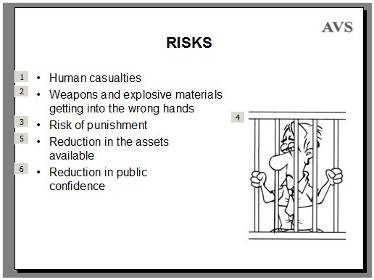 AVS
RISKS
1 • Human casualties
2 • Weapons and explosive materials
getting into the wrong hands
3 • Risk of punishment
4
5 • Reduction in the assets
available
6 • Reduction in public
confidence